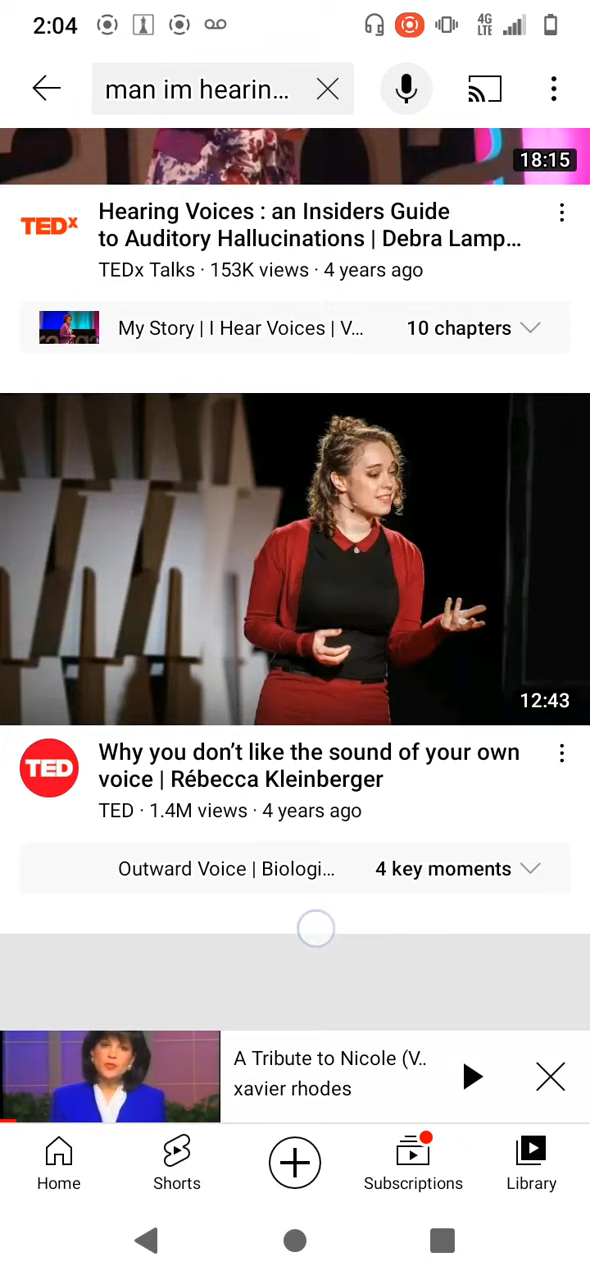 2:04
4G
LTE
man im hearin...
18:15
TEDx
Hearing Voices : an Insiders Guide
to Auditory Hallucinations | Debra Lamp...
TEDx Talks · 153K views · 4 years ago
My Story | I Hear Voices | V...
10 chapters
12:43
TED
Why you don’t like the sound of your own
voice | Rébecca Kleinberger
TED · 1.4M views · 4 years ago
Outward Voice | Biologi...
4 key moments
A Tribute to Nicole (V..
xavier rhodes
Home
Shorts
Subscriptions
Library